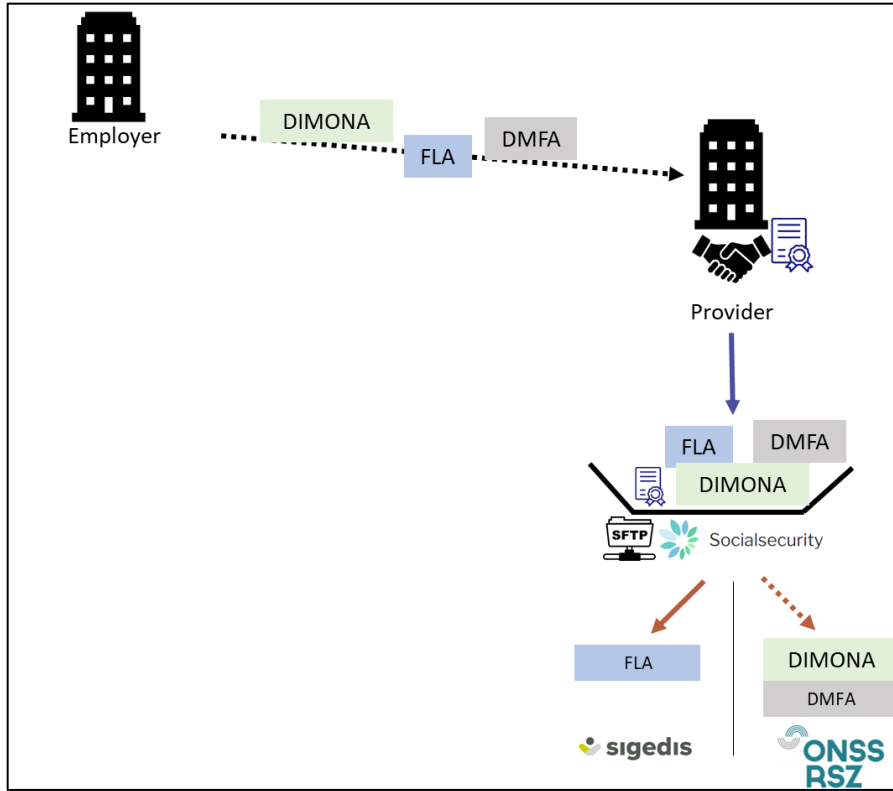 Employer
DIMONA
FLA
DMFA
Provider
FLA
DMFA
DIMONA
SFTP
Socialsecurity
FLA
DIMONA
DMFA
sigedis
ONSS
RSZ